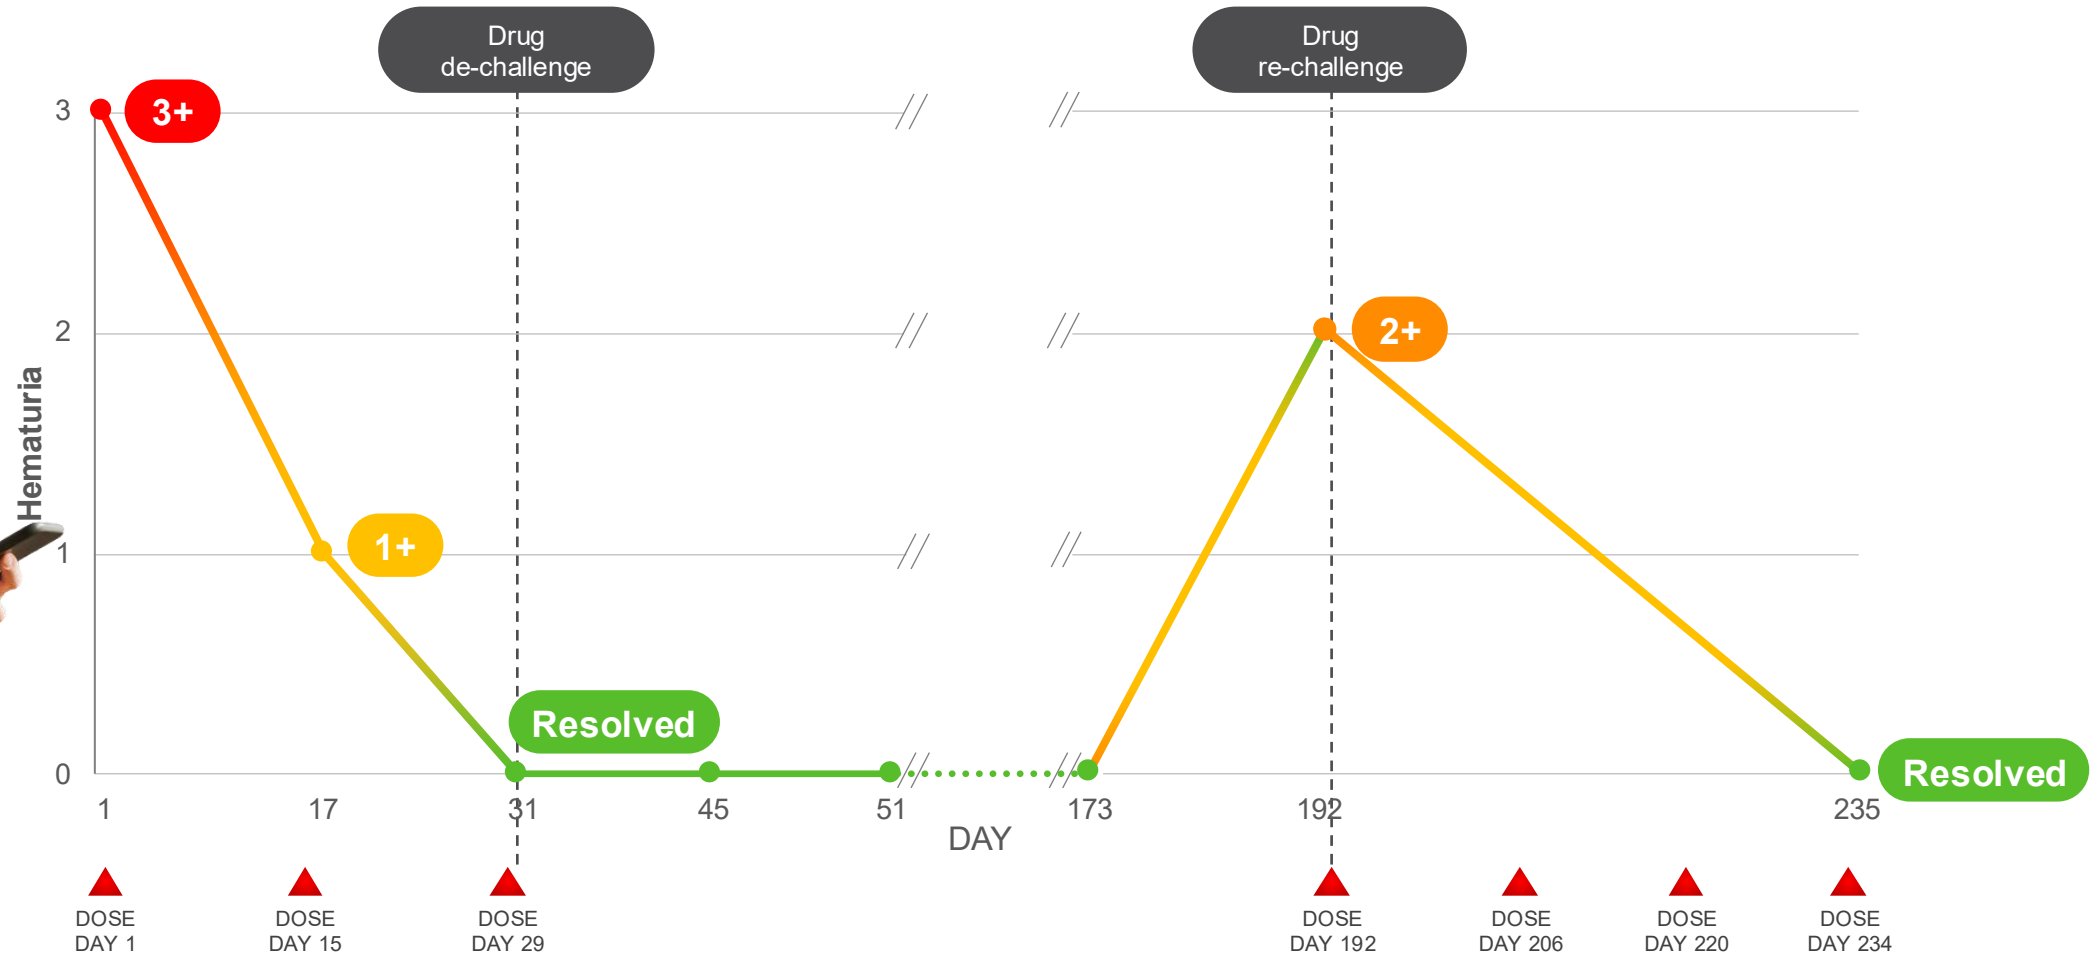 Drug
de-challenge
Drug
re-challenge
3
3+
2
2+
Hematuria
1
1+
Resolved
0
Resolved
1
17
31
45
51
173
192
235
DAY
DOSE
DAY 1
DOSE
DAY 15
DOSE
DAY 29
DOSE
DAY 192
DOSE
DAY 206
DOSE
DAY 220
DOSE
DAY 234